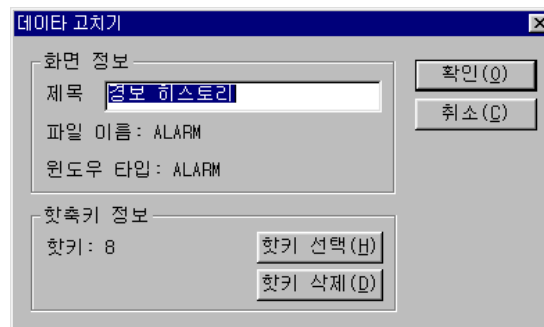 데이타 고치기
화면 정보
제목 경보 히스토리
파일 이름: ALARM
윈도우 타입: ALARM
확인(O)
취소(C)
핫축키 정보
핫키: 8
핫키 선택(H)
핫키 삭제(D)